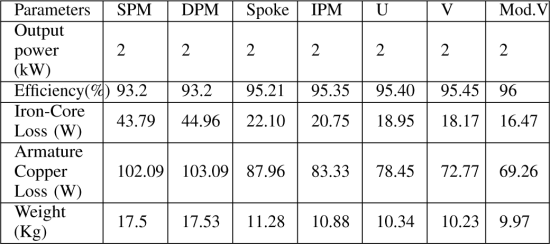 Parameters SPM DPM Spoke IPM U V Mod.V
Output
power
(kW) 2 2 2 2 2 2 2
Efficiency(%) 93.2 93.2 95.21 95.35 95.40 95.45 96
Iron-Core
Loss (W) 43.79 44.96 22.10 20.75 18.95 18.17 16.47
Armature
Copper
Loss (W) 102.09 103.09 87.96 83.33 78.45 72.77 69.26
Weight
(Kg) 17.5 17.53 11.28 10.88 10.34 10.23 9.97